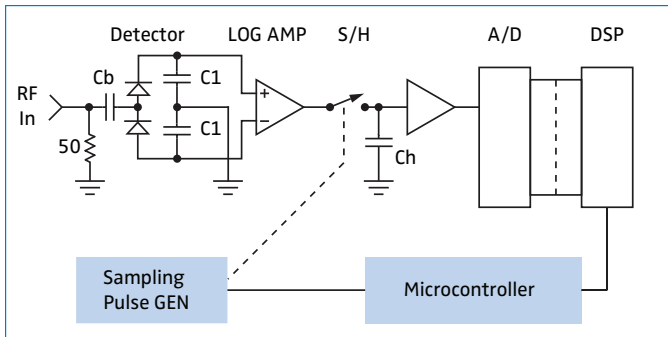 Detector
LOG AMP
S/H
A/D
DSP
RF
In
Cb
C1
C1
50
+
−
Ch
Sampling
Pulse GEN
Microcontroller